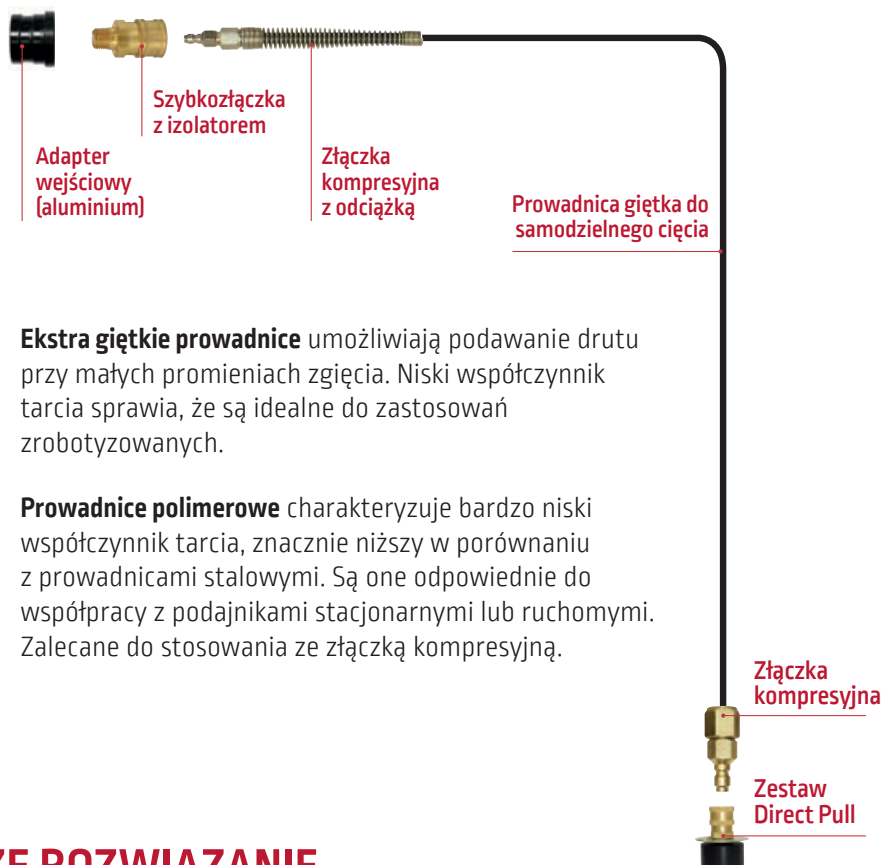 Szybkozłączka
z izolatorem
Adapter
wejściowy
(aluminium)
Złączka
kompresyjna
z odciążką
Prowadnica giętka do
samodzielnego cięcia
Ekstra giętkie prowadnice umożliwiają podawanie drutu
przy małych promieniach zgięcia. Niski współczynnik
tarcia sprawia, że są idealne do zastosowań
zrobotyzowanych.
Prowadnice polimerowe charakteryzuje bardzo niski
współczynnik tarcia, znacznie niższy w porównaniu
z prowadnicami stalowymi. Są one odpowiednie do
współpracy z podajnikami stacjonarnymi lub ruchomymi.
Zalecane do stosowania ze złączką kompresyjną.
Złączka
kompresyjna
Zestaw
Direct Pull
ROZWIĄZANIE